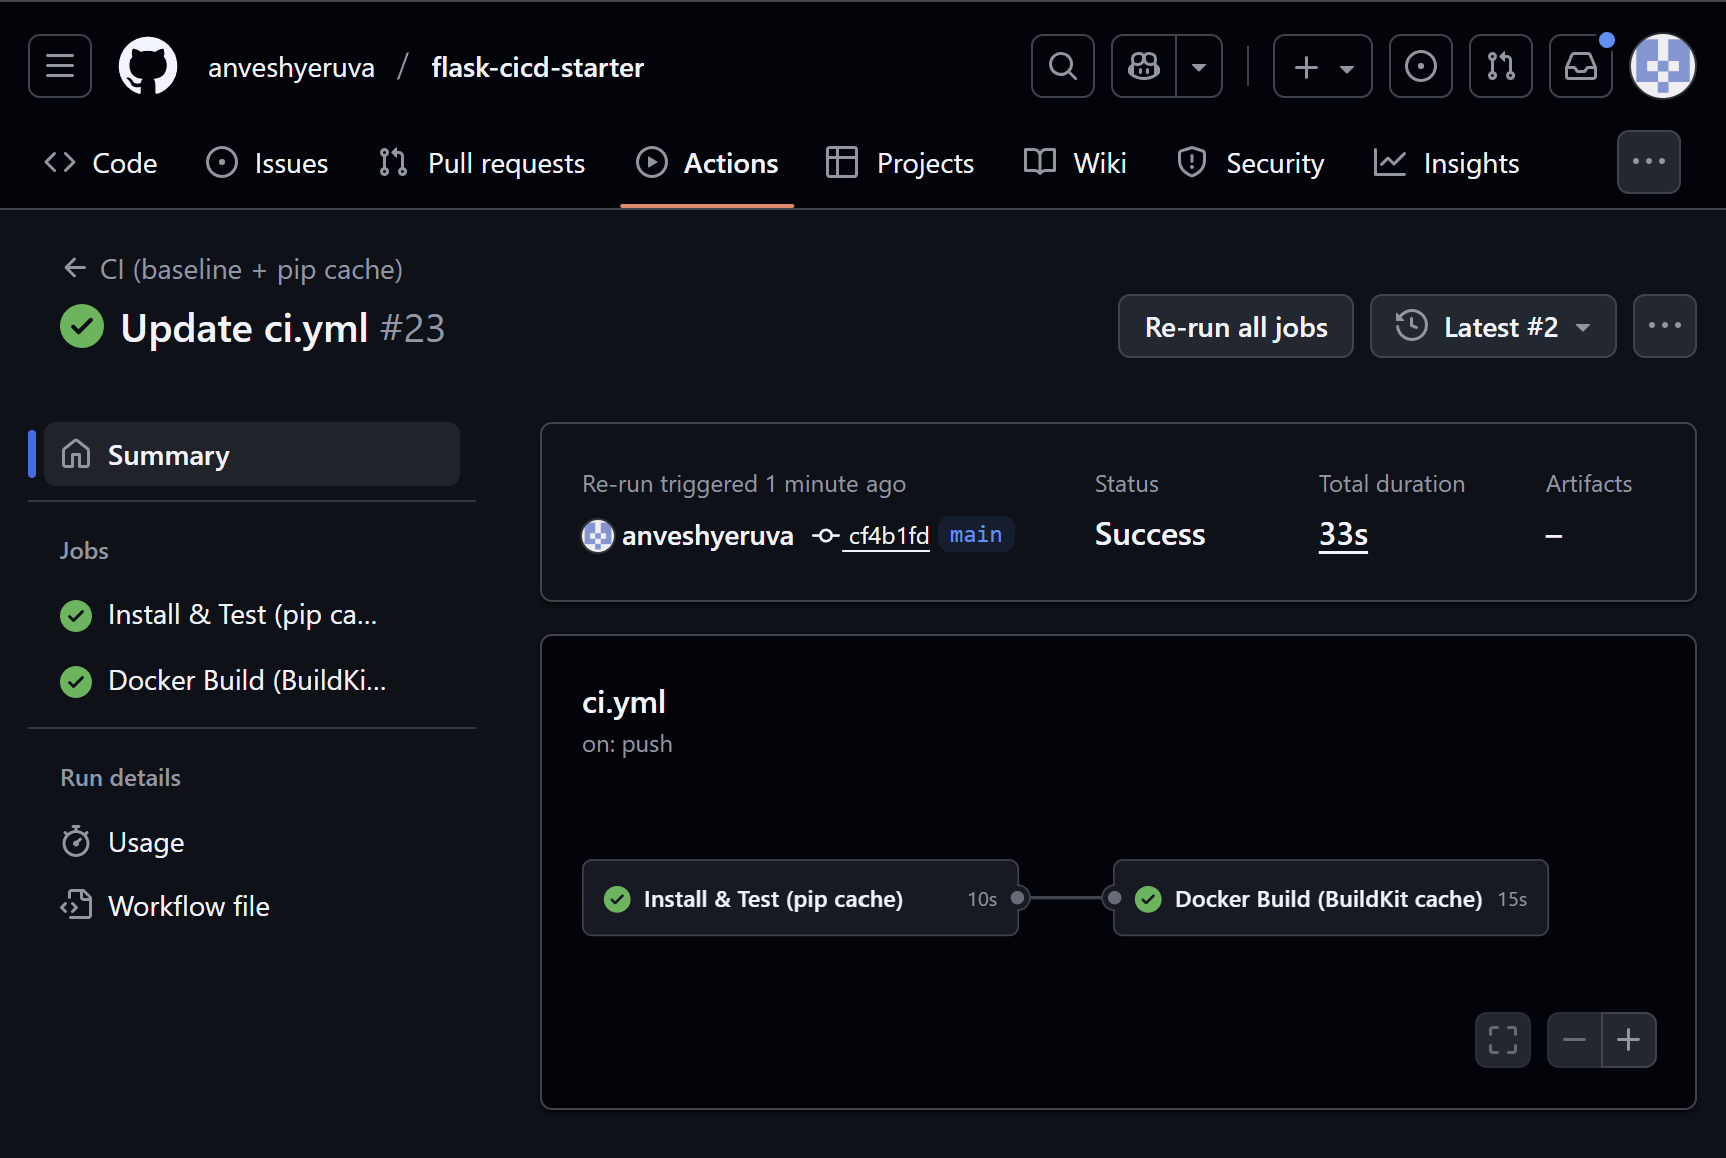 anveshyeruva / flask-cicd-starter
Code
Issues
Pull requests
Actions
Projects
Wiki
Security
Insights
CI (baseline + pip cache)
Update ci.yml #23
Re-run all jobs
Latest #2
Summary
Jobs
Install & Test (pip ca...
Docker Build (BuildKi...
Run details
Usage
Workflow file
Re-run triggered 1 minute ago
anveshyeruva cf4b1fd main
Status
Success
Total duration
33s
Artifacts
–
ci.yml
on: push
Install & Test (pip cache) 10s
Docker Build (BuildKit cache) 15s